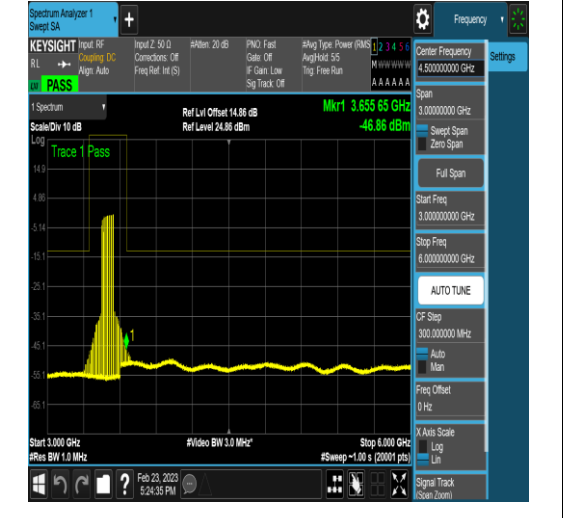 Spectrum Analyzer 1
Swept SA
+
Frequency
KEYSIGHT
Input: RF
Coupling: DC
Align: Auto
Input Z: 50 Ω
Corrections: Off
Freq Ref: Int (S)
#Atten: 20 dB
PNO: Fast
Gate: Off
IF Gain: Low
Sig Track: Off
#Avg Type: Power (RMS
Avg|Hold: 5/5
Trig: Free Run
1 2 3 4 5 6
M W W W W W
A A A A A A
R L
PASS
1 Spectrum
Scale/Div 10 dB
Ref Lvl Offset 14.86 dB
Ref Level 24.86 dBm
Mkr1 3.655 65 GHz
-46.86 dBm
Log
Trace 1 Pass
14.9
4.86
-5.14
-15.1
-25.1
-35.1
-45.1
-55.1
-65.1
1
Start 3.000 GHz
#Res BW 1.0 MHz
#Video BW 3.0 MHz*
Stop 6.000 GHz
#Sweep ~1.00 s (20001 pts)
Center Frequency
4.500000000 GHz
Settings
Span
3.00000000 GHz
Swept Span
Zero Span
Full Span
Start Freq
3.000000000 GHz
Stop Freq
6.000000000 GHz
AUTO TUNE
CF Step
300.000000 MHz
Auto
Man
Freq Offset
0 Hz
X Axis Scale
Log
Lin
Signal Track
(Span Zoom)
?
Feb 23, 2023
5:24:35 PM